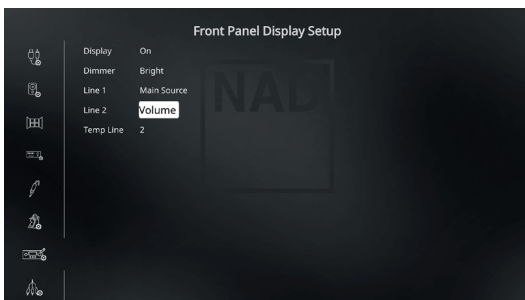 Front Panel Display Setup
Display On
Dimmer Bright
Line 1 Main Source
Line 2 Volume
Temp Line 2
NAD